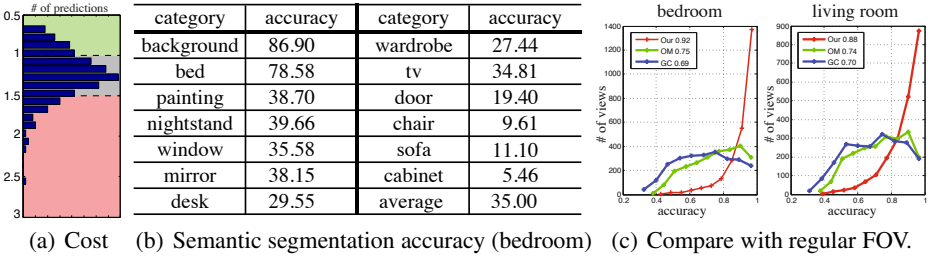 # of predictions
0.5
1
1.5
2
2.5
3
(a) Cost
category accuracy category accuracy
background 86.90 wardrobe 27.44
bed 78.58 tv 34.81
painting 38.70 door 19.40
nightstand 39.66 chair 9.61
window 35.58 sofa 11.10
mirror 38.15 cabinet 5.46
desk 29.55 average 35.00
(b) Semantic segmentation accuracy (bedroom)
bedroom
Our 0.92
OM 0.75
GC 0.69
# of views
1400
1200
1000
800
600
400
200
0
0.2 0.4 0.6 0.8 1
accuracy
living room
Our 0.88
OM 0.74
GC 0.70
# of views
900
800
700
600
500
400
300
200
100
0
0.2 0.4 0.6 0.8 1
accuracy
(c) Compare with regular FOV.